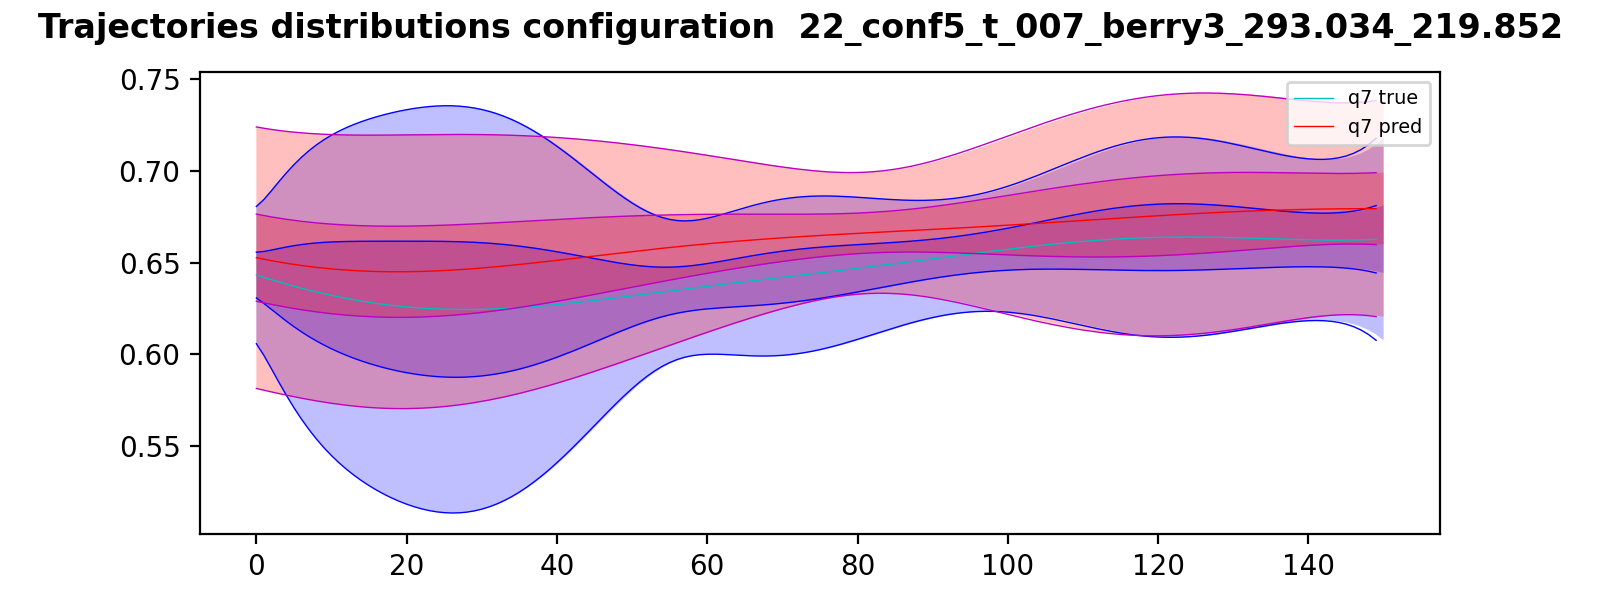 Trajectories distributions configuration  22_conf5_t_007_berry3_293.034_219.852
0.75
0.70
0.65
0.60
0.55
q7 true
q7 pred
0 20 40 60 80 100 120 140